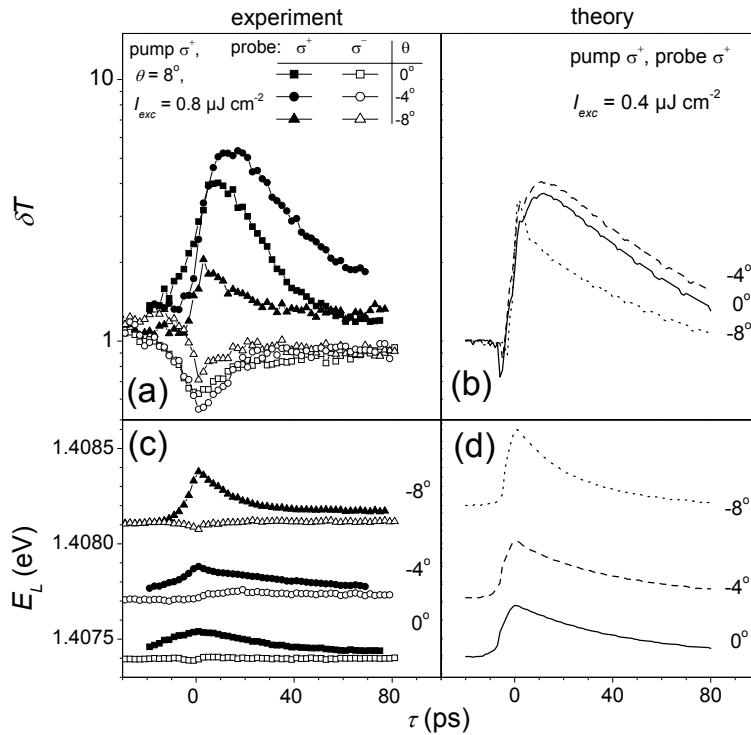 experiment
theory
pump σ⁺,
θ = 8°,
I_exc = 0.8 μJ cm⁻²
probe: σ⁺ σ⁻ θ
0°
-4°
-8°
pump σ⁺, probe σ⁺
I_exc = 0.4 μJ cm⁻²
10
1
δT
-4°
0°
-8°
(a)
(b)
(c)
(d)
1.4085
1.4080
1.4075
E_L (eV)
-8°
-4°
0°
-8°
-4°
0°
0 40 80
0 40 80
τ (ps)